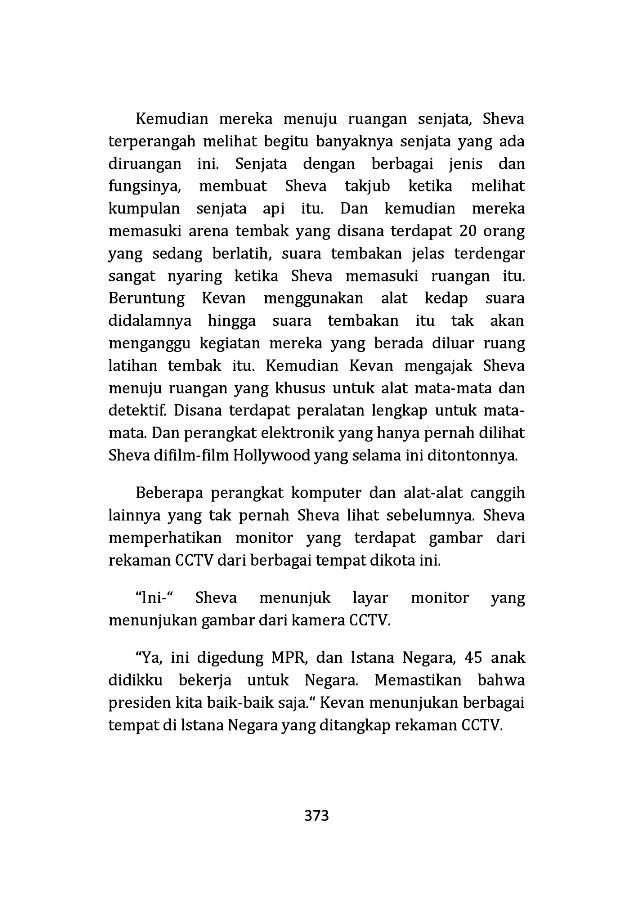 Kemudian mereka menuju ruangan senjata, Sheva
terperangah melihat begitu banyaknya senjata yang ada
diruangan ini. Senjata dengan berbagai jenis dan
fungsinya, membuat Sheva takjub ketika melihat
kumpulan senjata api itu. Dan kemudian mereka
memasuki arena tembak yang disana terdapat 20 orang
yang sedang berlatih, suara tembakan jelas terdengar
sangat nyaring ketika Sheva memasuki ruangan itu.
Beruntung Kevan menggunakan alat kedap suara
didalamnya hingga suara tembakan itu tak akan
menganggu kegiatan mereka yang berada diluar ruang
latihan tembak itu. Kemudian Kevan mengajak Sheva
menuju ruangan yang khusus untuk alat mata-mata dan
detektif. Disana terdapat peralatan lengkap untuk mata-
mata. Dan perangkat elektronik yang hanya pernah dilihat
Sheva difilm-film Hollywood yang selama ini ditontonnya.
Beberapa perangkat komputer dan alat-alat canggih
lainnya yang tak pernah Sheva lihat sebelumnya. Sheva
memperhatikan monitor yang terdapat gambar dari
rekaman CCTV dari berbagai tempat dikota ini.
“Ini-“ Sheva menunjuk layar monitor yang
menunjukan gambar dari kamera CCTV.
“Ya, ini digedung MPR, dan Istana Negara, 45 anak
didikku bekerja untuk Negara. Memastikan bahwa
presiden kita baik-baik saja.“ Kevan menunjukan berbagai
tempat di Istana Negara yang ditangkap rekaman CCTV.
373